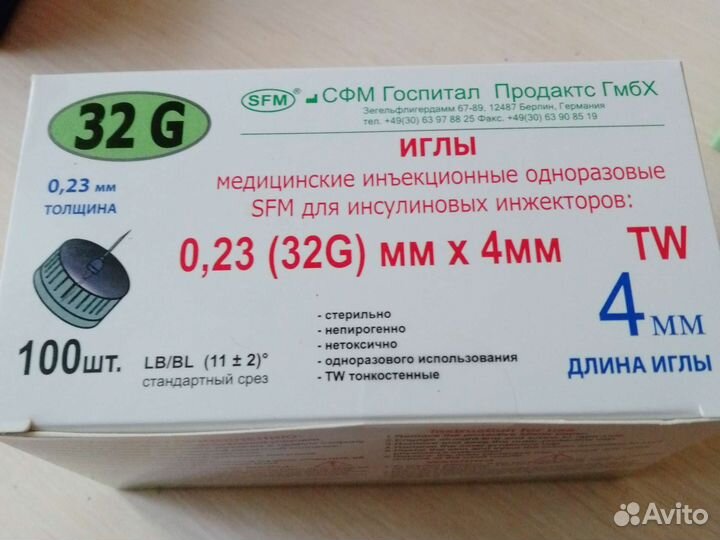 32 G
SFM® СФМ Госпитал Продактс ГмбХ
Зегельфлигердамм 67-89. 12487 Берлин, Германия
тел. +49(30) 63 97 88 25 Факс. +49(30) 63 90 85 19
ИГЛЫ
медицинские инъекционные одноразовые
SFM для инсулиновых инжекторов:
0,23 мм
ТОЛЩИНА
0,23 (32G) мм х 4мм TW
4 мм
ДЛИНА ИГЛЫ
100шт.
LB/BL (11 ± 2)°
стандартный срез
- стерильно
- непирогенно
- нетоксично
- одноразового использования
- TW тонкостенные
Instruction for use
Avito